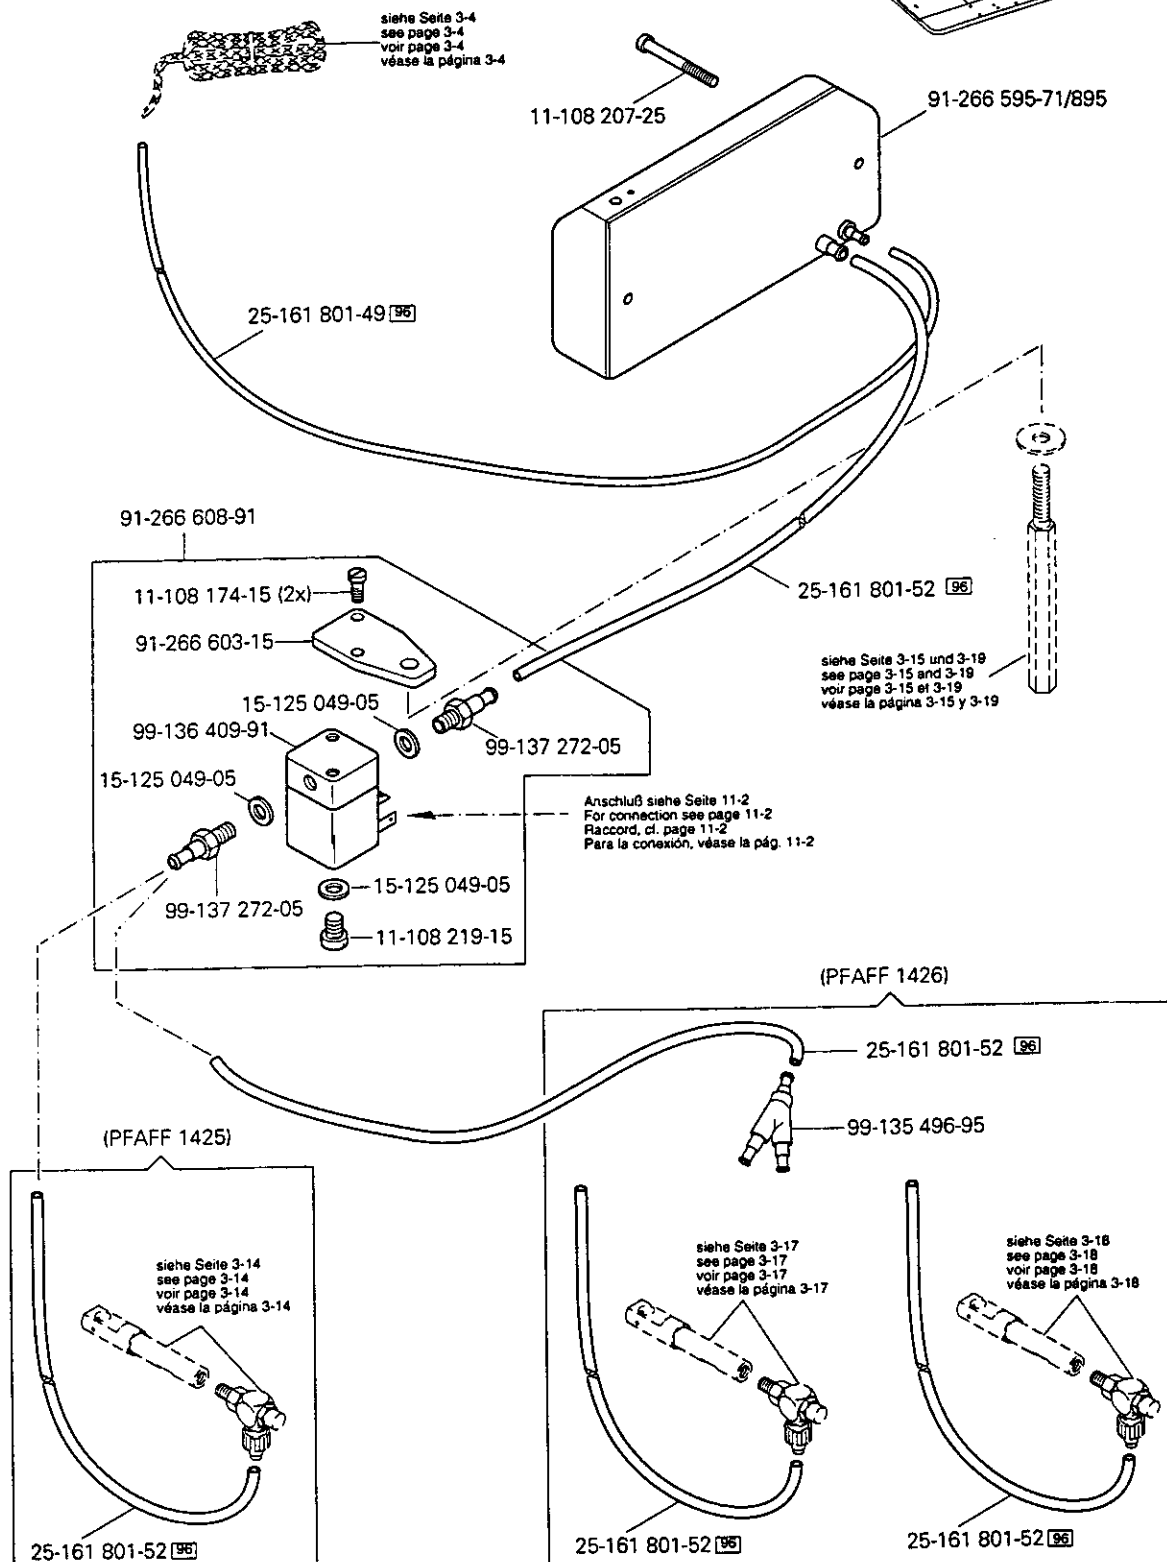 siehe Seite 3-4
see page 3-4
voir page 3-4
véase la página 3-4
11-108 207-25
91-266 595-71/895
25-161 801-49 96
91-266 608-91
11-108 174-15 (2x)
91-266 603-15
25-161 801-52 96
siehe Seite 3-15 und 3-19
see page 3-15 and 3-19
voir page 3-15 et 3-19
véase la página 3-15 y 3-19
15-125 049-05
99-136 409-91
99-137 272-05
15-125 049-05
Anschluß siehe Seite 11-2
For connection see page 11-2
Raccord, cf. page 11-2
Para la conexión, véase la pág. 11-2
15-125 049-05
99-137 272-05
11-108 219-15
(PFAFF 1426)
25-161 801-52 96
99-135 496-95
(PFAFF 1425)
siehe Seite 3-14
see page 3-14
voir page 3-14
véase la página 3-14
siehe Seite 3-17
see page 3-17
voir page 3-17
véase la página 3-17
siehe Seite 3-18
see page 3-18
voir page 3-18
véase la página 3-18
25-161 801-52 96
25-161 801-52 96
25-161 801-52 96